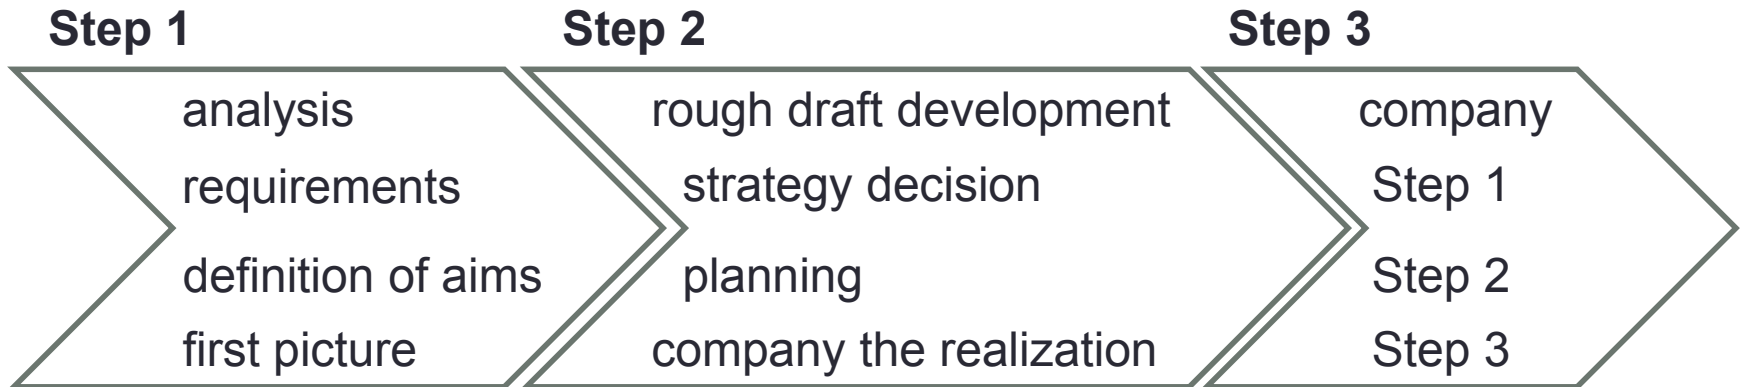 Step 1
analysis
requirements
definition of aims
first picture
Step 2
rough draft development
strategy decision
planning
company the realization
Step 3
company
Step 1
Step 2
Step 3